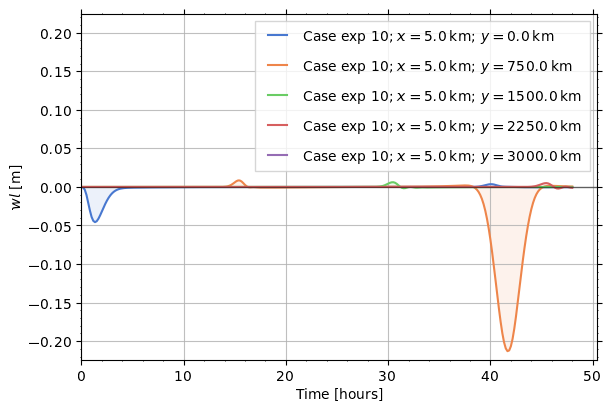 Case exp 10; x = 5.0 km; y = 0.0 km
Case exp 10; x = 5.0 km; y = 750.0 km
Case exp 10; x = 5.0 km; y = 1500.0 km
Case exp 10; x = 5.0 km; y = 2250.0 km
Case exp 10; x = 5.0 km; y = 3000.0 km
wl [m]
0.20
0.15
0.10
0.05
0.00
−0.05
−0.10
−0.15
−0.20
0 10 20 30 40 50
Time [hours]